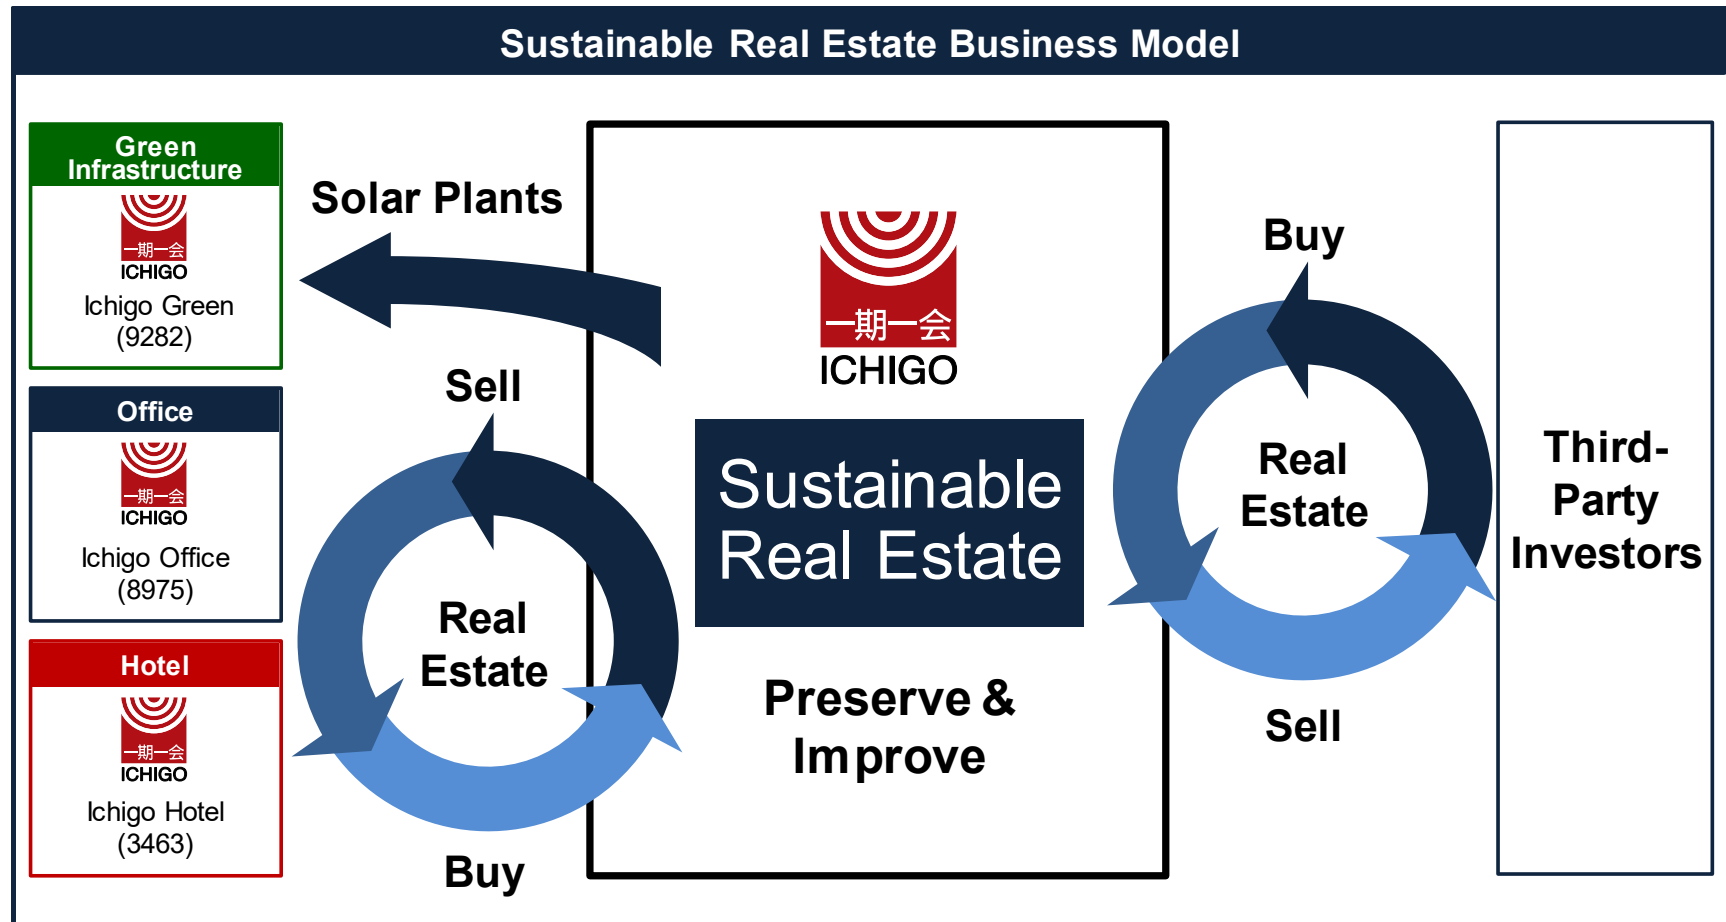 Sustainable Real Estate Business Model
Green
Infrastructure
一期一会
ICHIGO
Ichigo Green
(9282)
Office
一期一会
ICHIGO
Ichigo Office
(8975)
Hotel
一期一会
ICHIGO
Ichigo Hotel
(3463)
Solar Plants
Sell
Real
Estate
Buy
一期一会
ICHIGO
Sustainable
Real Estate
Preserve &
Improve
Buy
Real
Estate
Sell
Third-
Party
Investors